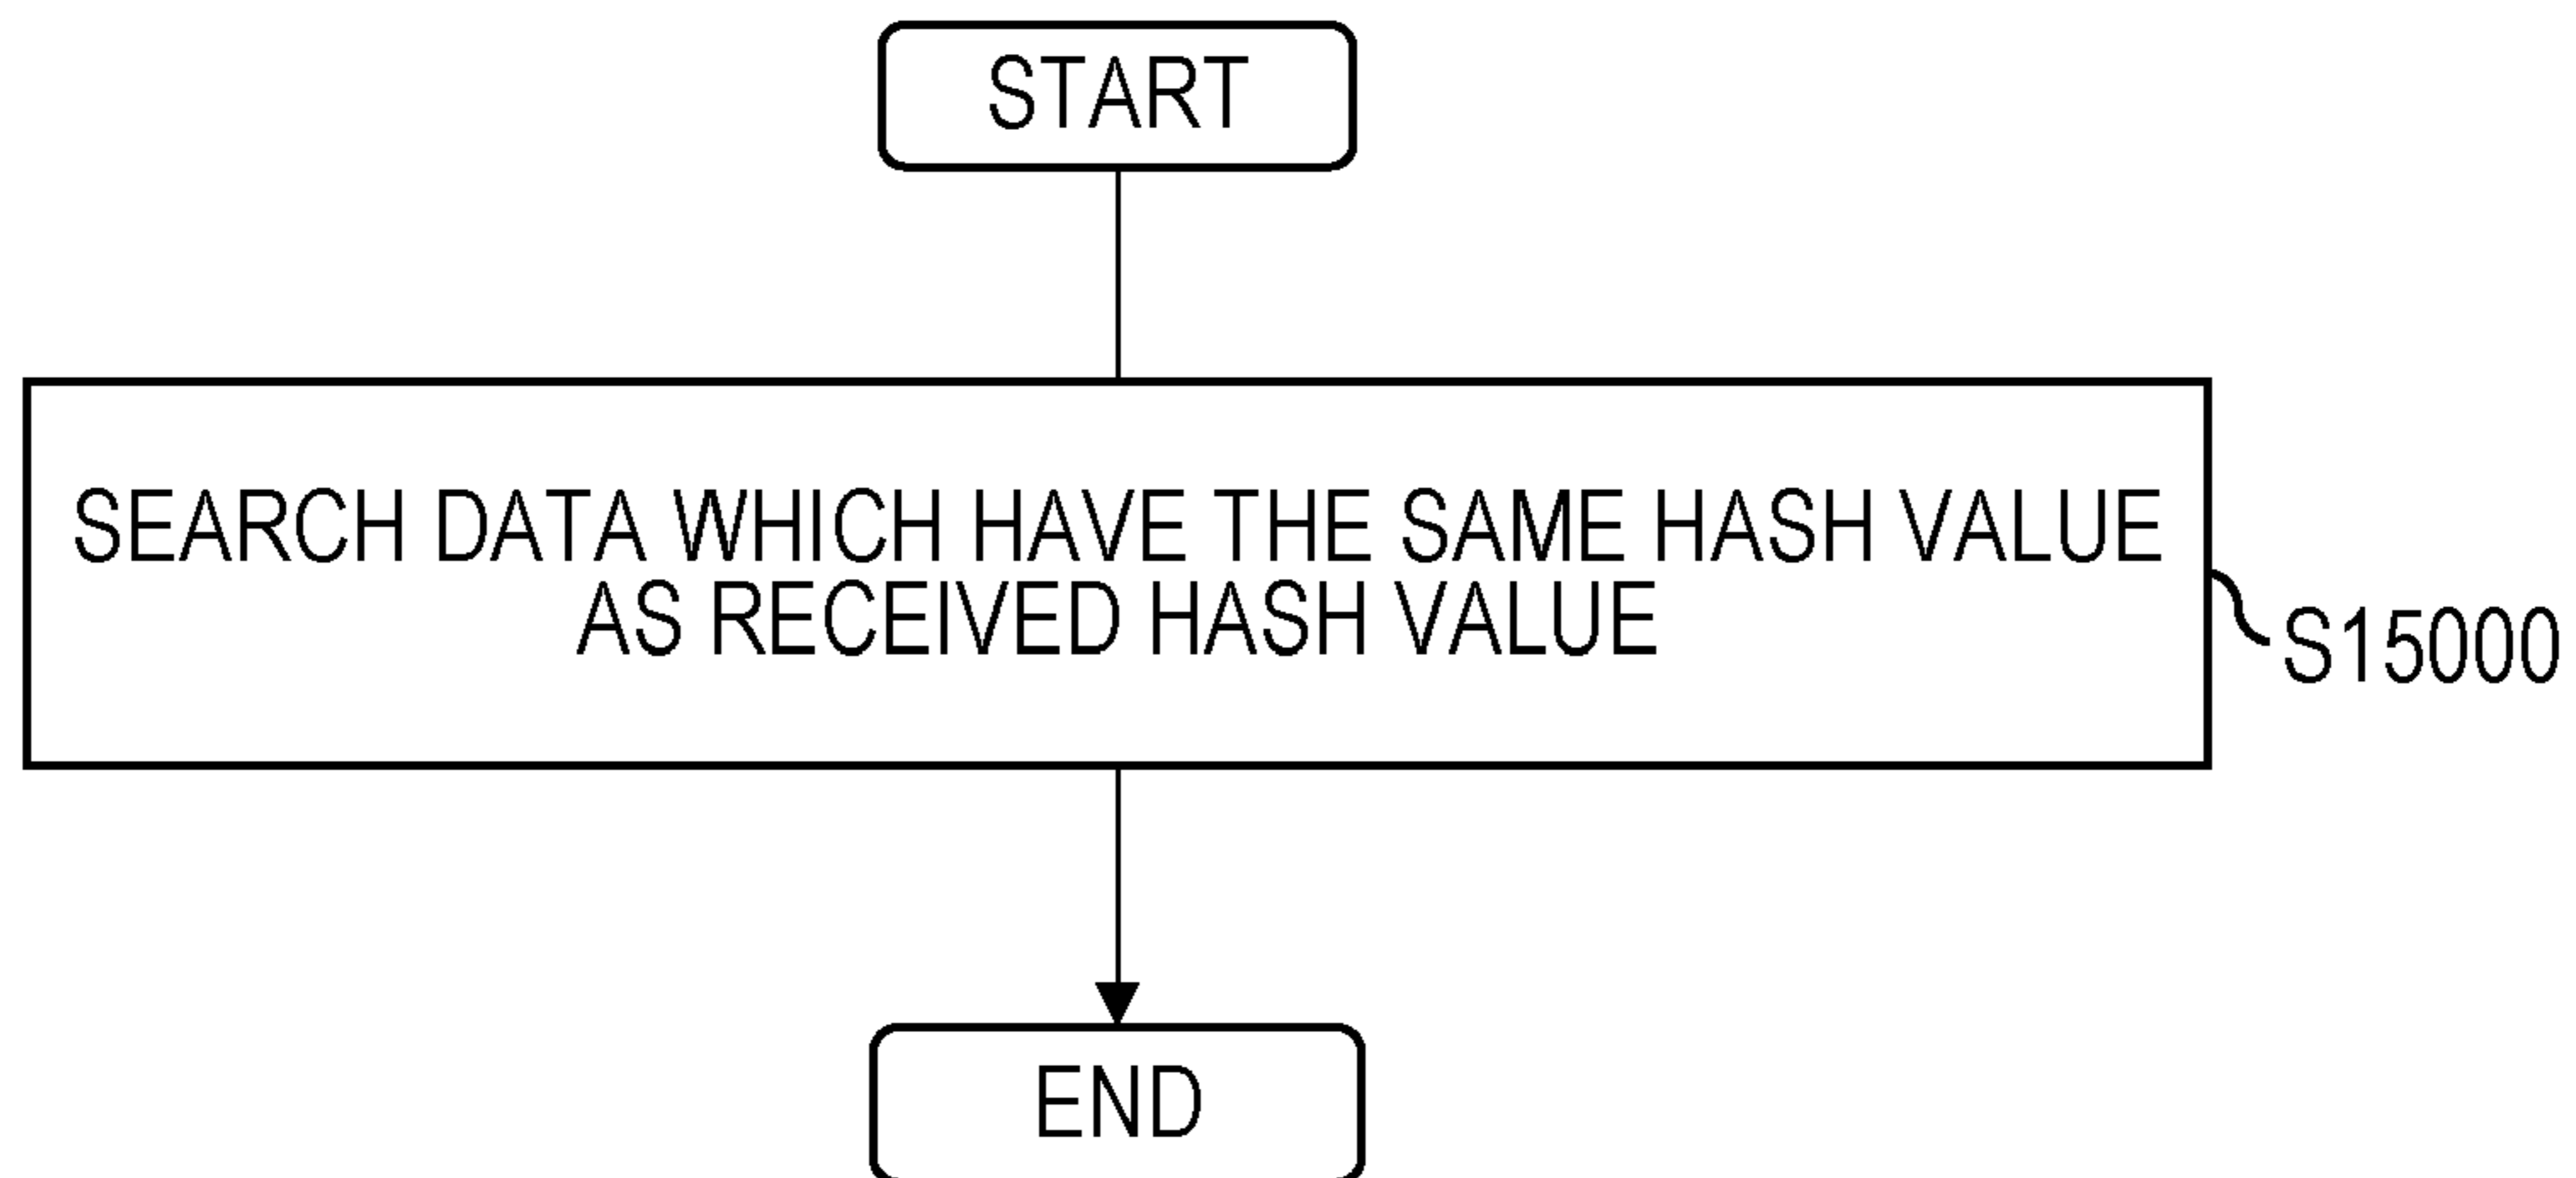 START
SEARCH DATA WHICH HAVE THE SAME HASH VALUE
AS RECEIVED HASH VALUE
S15000
END